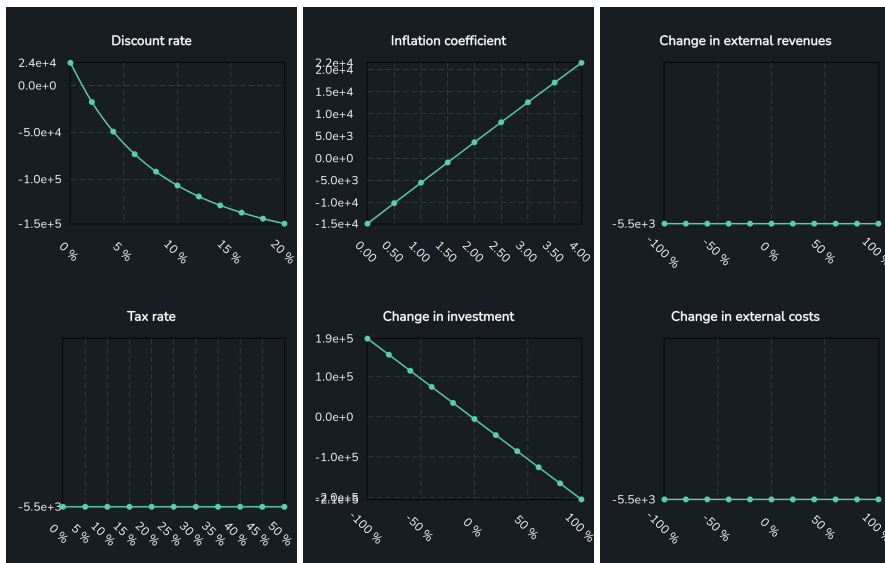 Discount rate
2.4e+4
0.0e+0
-5.0e+4
-1.0e+5
-1.5e+5
0 %
5 %
10 %
15 %
20 %
Inflation coefficient
2.2e+4
2.0e+4
1.5e+4
1.0e+4
5.0e+3
0.0e+0
-5.0e+3
-1.0e+4
-1.5e+4
0.00
0.50
1.00
1.50
2.00
2.50
3.00
3.50
4.00
Change in external revenues
-5.5e+3
-100 %
-50 %
0 %
50 %
100 %
Tax rate
-5.5e+3
0 %
5 %
10 %
15 %
20 %
25 %
30 %
35 %
40 %
45 %
50 %
Change in investment
1.9e+5
1.0e+5
0.0e+0
-1.0e+5
-2.0e+5
-2.1e+5
-100 %
-50 %
0 %
50 %
100 %
Change in external costs
-5.5e+3
-100 %
-50 %
0 %
50 %
100 %